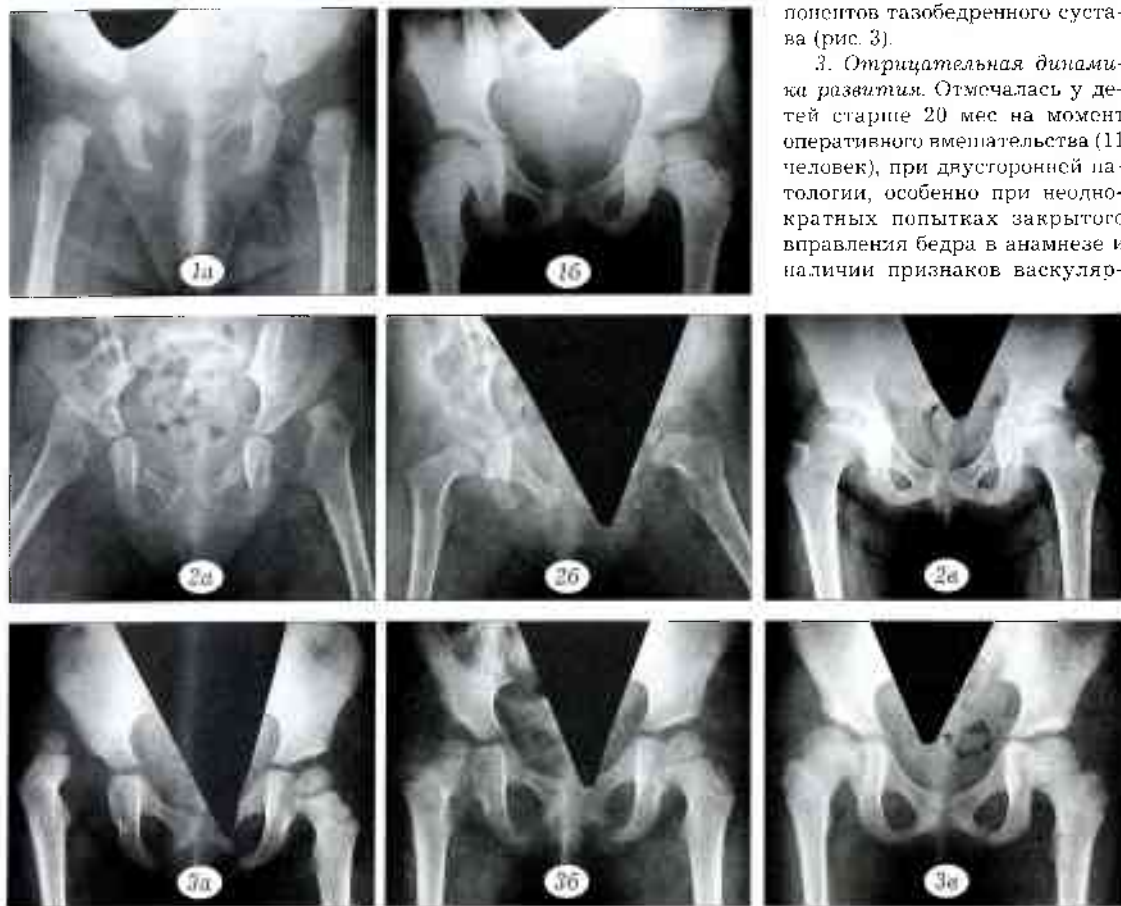 понентов тазобедренного суста-
ва (рис. 3).
3. Отрицательная динами-
ка развития. Отмечалась у де-
тей старше 20 мес на момент
оперативного вмешательства (11
человек), при двусторонней па-
тологии, особенно при неодно-
кратных попытках закрытого
вправления бедра в анамнезе и
наличии признаков васкуляр-
1а
1б
2а
2б
2в
3а
3б
3в